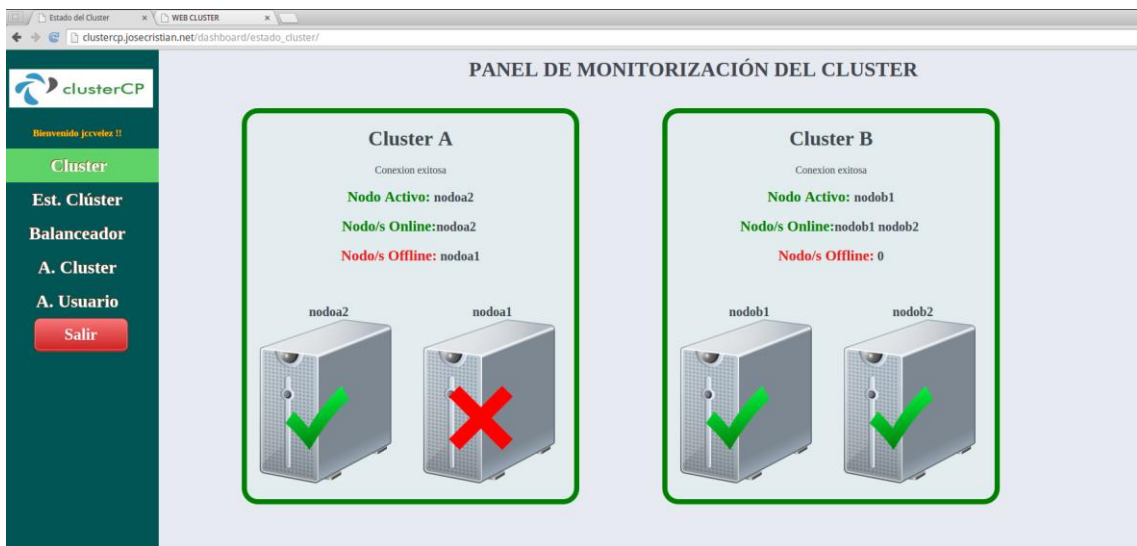 Estado del Cluster
WEB CLUSTER
clustercp.josecristian.net/dashboard/estado_cluster/
clusterCP
Bienvenido jccvelez !!
Cluster
Est. Clúster
Balanceador
A. Cluster
A. Usuario
Salir
PANEL DE MONITORIZACIÓN DEL CLUSTER
Cluster A
Conexion exitosa
Nodo Activo: nodoa2
Nodo/s Online:nodoa2
Nodo/s Offline: nodoa1
nodoa2
nodoa1
Cluster B
Conexion exitosa
Nodo Activo: nodob1
Nodo/s Online:nodob1 nodob2
Nodo/s Offline: 0
nodob1
nodob2